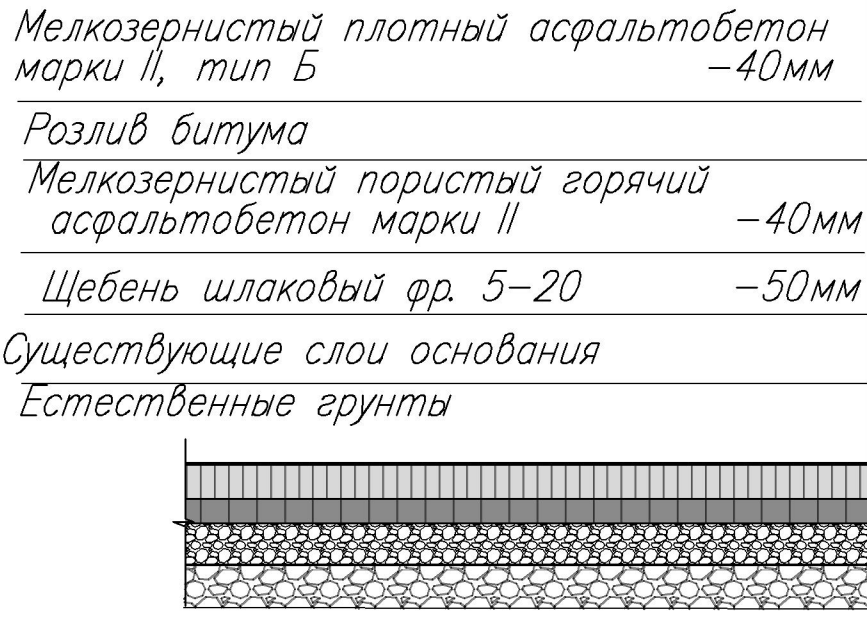 Мелкозернистый плотный асфальтобетон
марки II, тип Б -40мм
Розлив битума
Мелкозернистый пористый горячий
асфальтобетон марки II -40мм
Щебень шлаковый фр. 5-20 -50мм
Существующие слои основания
Естественные грунты